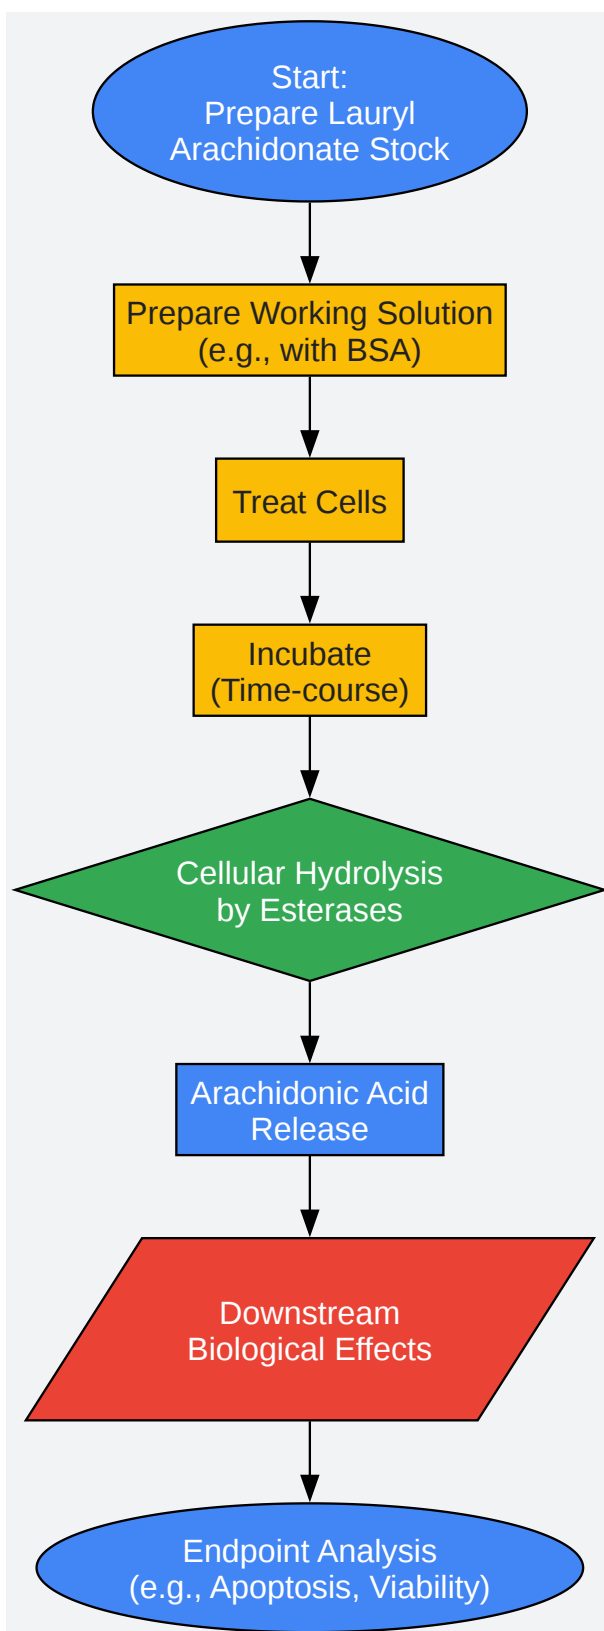 Start:
Prepare Lauryl
Arachidonate Stock
Prepare Working Solution
(e.g., with BSA)
Treat Cells
Incubate
(Time-course)
Cellular Hydrolysis
by Esterases
Arachidonic Acid
Release
Downstream
Biological Effects
Endpoint Analysis
(e.g., Apoptosis, Viability)